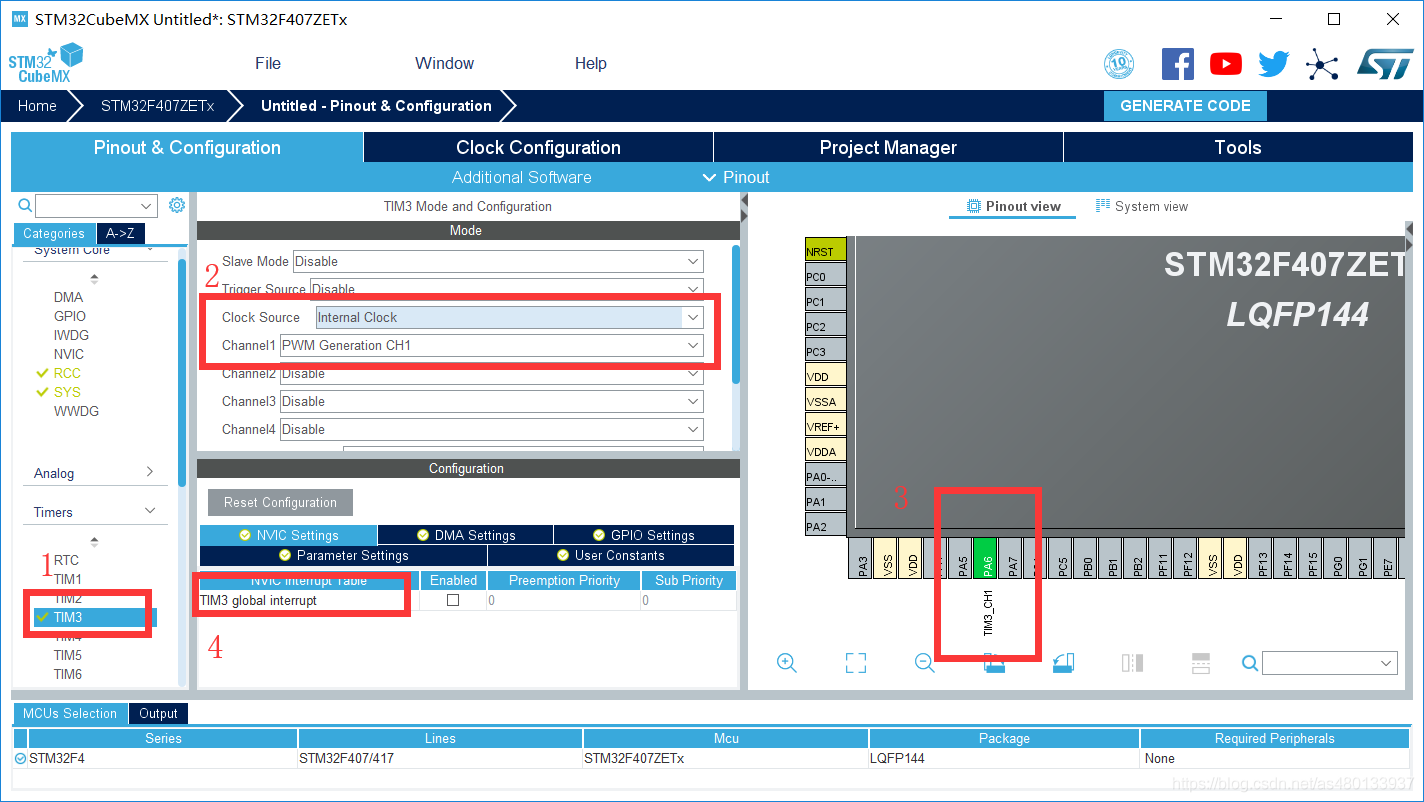 MX STM32CubeMX Untitled*: STM32F407ZETx
STM32 CubeMX
File Window Help
10
ST
Home STM32F407ZETx Untitled - Pinout & Configuration GENERATE CODE
Pinout & Configuration Clock Configuration Project Manager Tools
Additional Software Pinout
Categories A->Z
System Core
DMA
GPIO
IWDG
NVIC
RCC
SYS
WWDG
Analog
Timers
1
RTC
TIM1
TIM2
TIM3
TIM4
TIM5
TIM6
TIM3 Mode and Configuration
Mode
2
Slave Mode Disable
Trigger Source Disable
Clock Source Internal Clock
Channel1 PWM Generation CH1
Channel2 Disable
Channel3 Disable
Channel4 Disable
Configuration
Reset Configuration
NVIC Settings DMA Settings GPIO Settings
Parameter Settings User Constants
NVIC Interrupt Table Enabled Preemption Priority Sub Priority
TIM3 global interrupt 0 0
4
Pinout view System view
NRST
PC0
PC1
PC2
PC3
VDD
VSSA
VREF+
VDDA
PA0-..
PA1
PA2
STM32F407ZET
LQFP144
3
PA3 VSS VDD PA5 PA6 PA7 PC5 PB0 PB1 PB2 PF11 PF12 VSS VDD PF13 PF14 PF15 PG0 PG1 PE7
TIM3_CH1
MCUs Selection Output
Series Lines Mcu Package Required Peripherals
STM32F4 STM32F407/417 STM32F407ZETx LQFP144 None
https://blog.csdn.net/as480133937